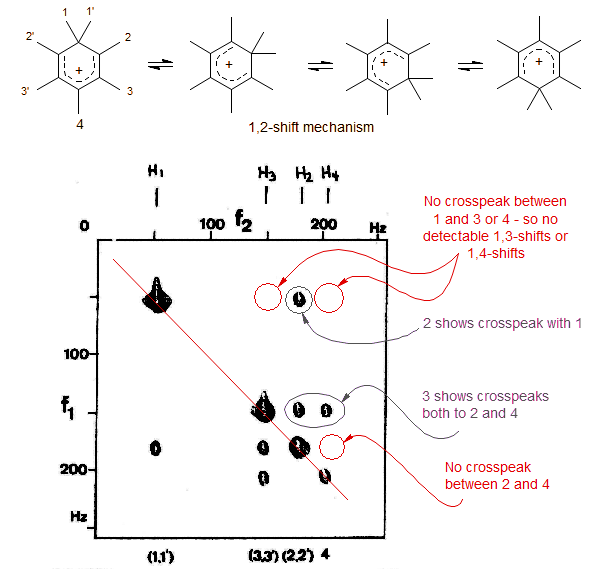 1 1'
2' 2
+ + + +
3' 3
4
1,2-shift mechanism
H1 H3 H2 H4
0 100 f2 200 Hz
No crosspeak between
1 and 3 or 4 - so no
detectable 1,3-shifts or
1,4-shifts
2 shows crosspeak with 1
100
3 shows crosspeaks
both to 2 and 4
f1
No crosspeak
between 2 and 4
200
Hz
(1,1') (3,3') (2,2') 4